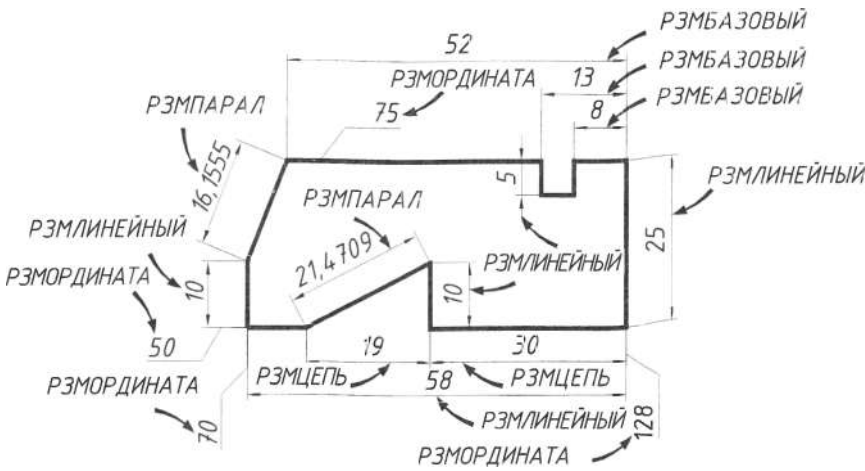 РЗМБАЗОВЫЙ
52
РЗМБАЗОВЫЙ
13
РЗМОРДИНАТА
РЗМБАЗОВЫЙ
8
75
РЗМПАРАЛ
16,1555
5
РЗМЛИНЕЙНЫЙ
РЗМПАРАЛ
РЗМЛИНЕЙНЫЙ
25
21,4709
РЗМЛИНЕЙНЫЙ
РЗМОРДИНАТА
10
10
50
19
30
РЗМЦЕПЬ
58
РЗМЦЕПЬ
РЗМОРДИНАТА
70
РЗМЛИНЕЙНЫЙ
128
РЗМОРДИНАТА